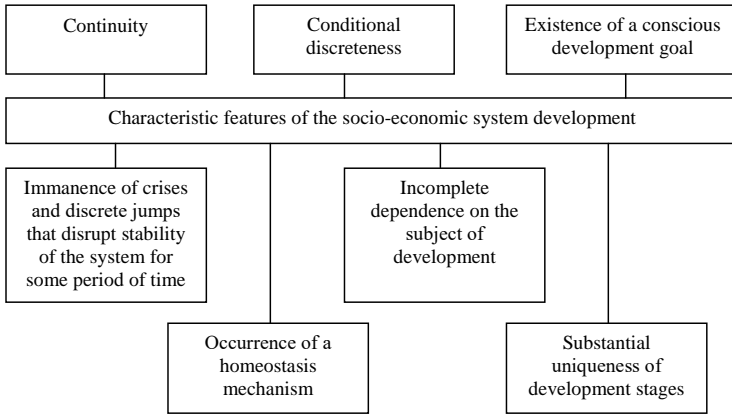 Continuity
Conditional
discreteness
Existence of a conscious
development goal
Characteristic features of the socio-economic system development
Immanence of crises
and discrete jumps
that disrupt stability
of the system for
some period of time
Incomplete
dependence on the
subject of
development
Occurrence of a
homeostasis
mechanism
Substantial
uniqueness of
development stages